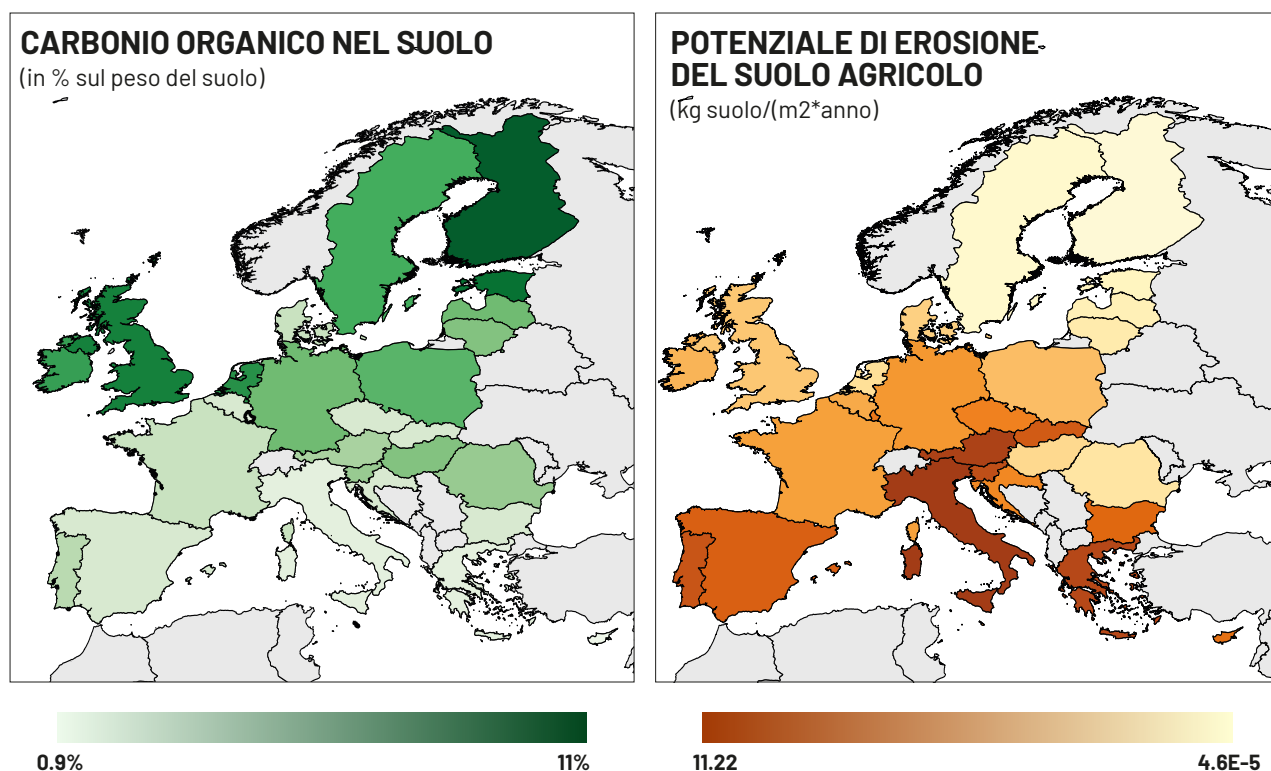 CARBONIO ORGANICO NEL SUOLO
(in % sul peso del suolo)
POTENZIALE DI EROSIONE
DEL SUOLO AGRICOLO
(kg suolo/(m2*anno)
0.9%
11%
11.22
4.6E-5